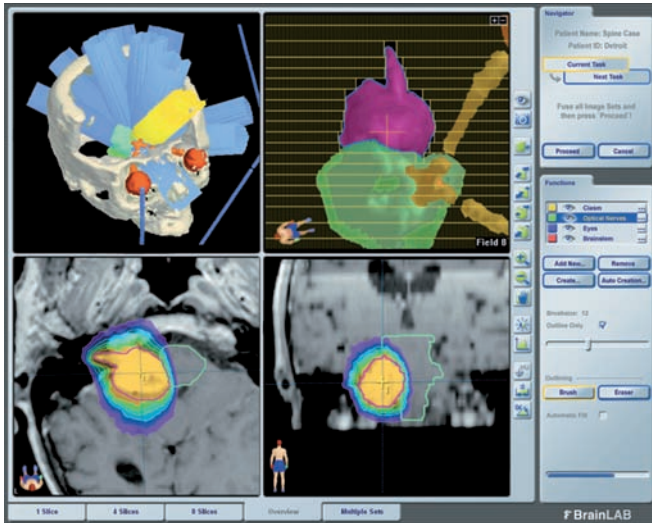 Navigator
Patient Name: Spine Case
Patient ID: Detroit
Current Task
Next Task
Fuse all Image Sets and
then press 'Proceed'!
Proceed
Cancel
Field 8
Functions
Optical Nerves
Eyes
Brainstem
Add New...
Remove
Create...
Auto Creation...
Outline Only
Outlining
Brush
Eraser
Automatic Fill
1 Slice
4 Slices
8 Slices
Overview
Multiple Sets
BrainLAB